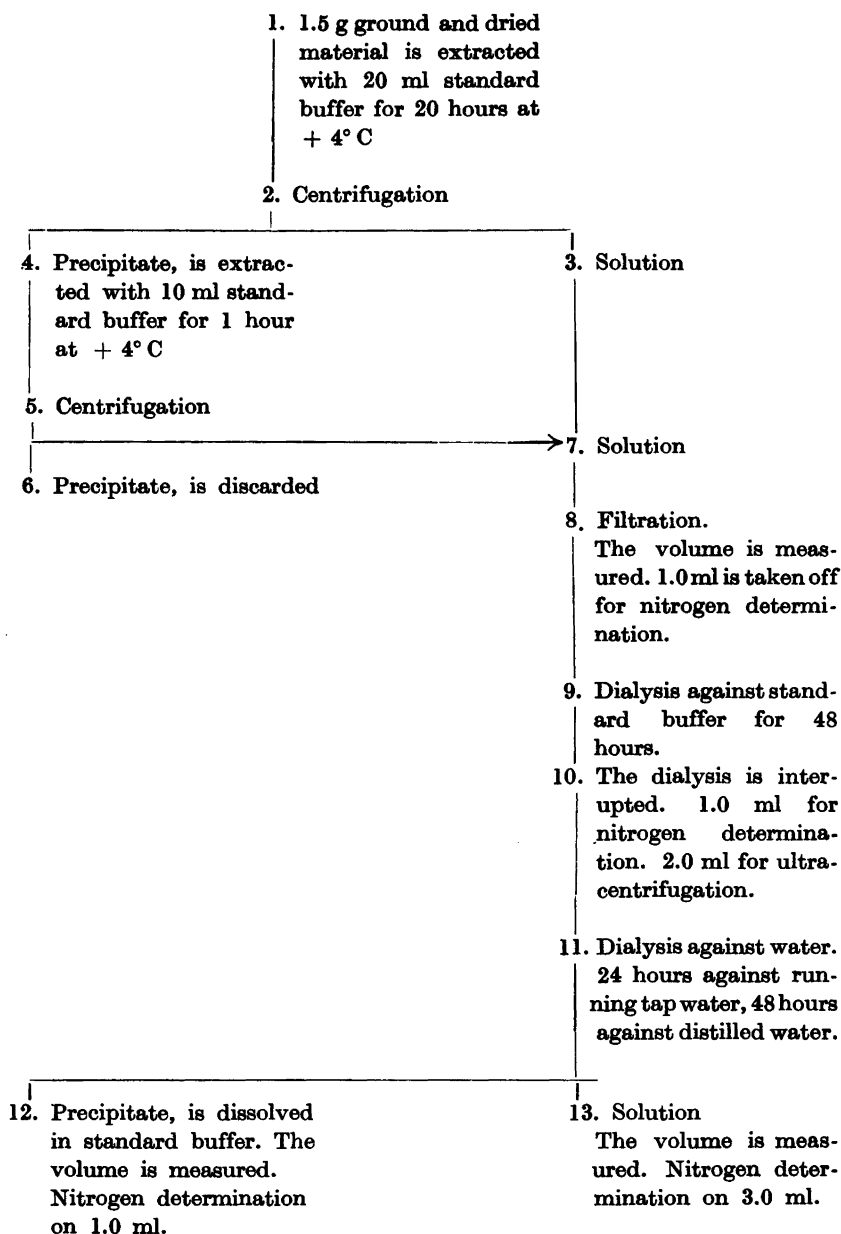 1. 1.5 g ground and dried
material is extracted
with 20 ml standard
buffer for 20 hours at
+ 4° C
2. Centrifugation
4. Precipitate, is extrac-
ted with 10 ml stand-
ard buffer for 1 hour
at + 4° C
3. Solution
5. Centrifugation
7. Solution
6. Precipitate, is discarded
8. Filtration.
The volume is meas-
ured. 1.0 ml is taken off
for nitrogen determi-
nation.
9. Dialysis against stand-
ard buffer for 48
hours.
10. The dialysis is inter-
upted. 1.0 ml for
nitrogen determina-
tion. 2.0 ml for ultra-
centrifugation.
11. Dialysis against water.
24 hours against run-
ning tap water, 48 hours
against distilled water.
12. Precipitate, is dissolved
in standard buffer. The
volume is measured.
Nitrogen determination
on 1.0 ml.
13. Solution
The volume is meas-
ured. Nitrogen deter-
mination on 3.0 ml.